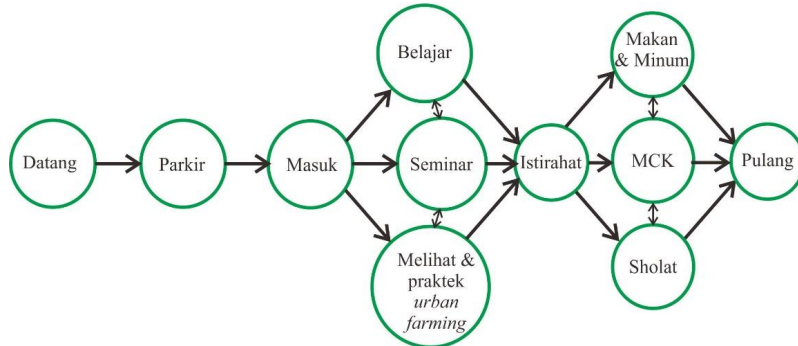 Datang
Parkir
Masuk
Belajar
Seminar
Melihat &
praktek
urban
farming
Istirahat
Makan
& Minum
MCK
Sholat
Pulang